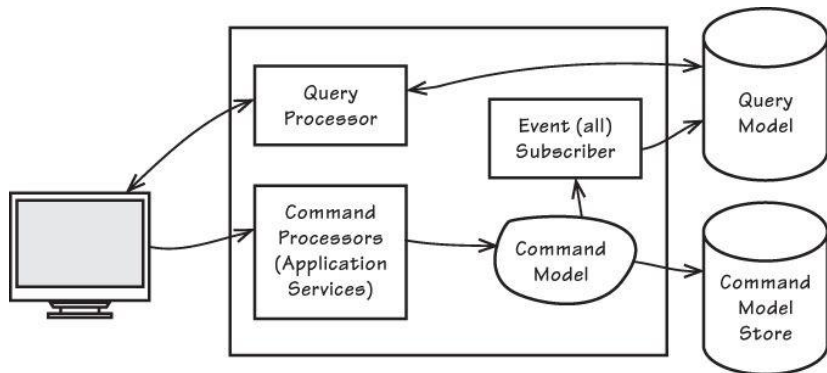 Query
Processor
Event (all)
Subscriber
Query
Model
Command
Processors
(Application
Services)
Command
Model
Command
Model
Store